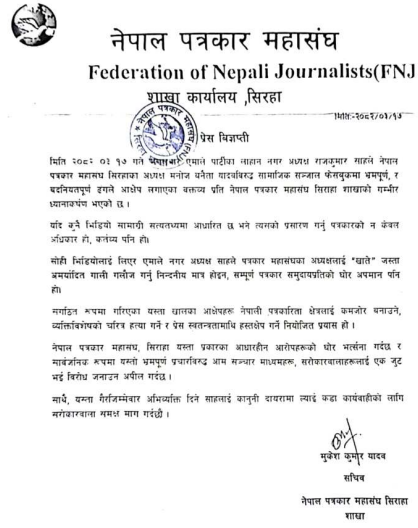 नेपाल पत्रकार महासंघ
Federation of Nepali Journalists(FNJ
शाखा कार्यालय ,सिरहा
मिति:-२०८२/०३/१७
प्रेस विज्ञप्ती
मिति २०८२ ०३ १७ गते नेकपा एमाले पार्टीका लाहान नगर अध्यक्ष राजकुमार साहले नेपाल
पत्रकार महासंघ सिरहाका अध्यक्ष मनोज बनैता यादवविरुद्ध सामाजिक सञ्जाल फेसबुकमा भ्रमपूर्ण, र
बदनियतपूर्ण ढंगले आक्षेप लगाएका वक्तव्य प्रति नेपाल पत्रकार महासंघ सिराहा शाखाको गम्भीर
ध्यानाकर्षण भएको छ ।
यदि कुनै भिडियो सामाग्री सत्यतथ्यमा आधारित छ भने त्यसको प्रसारण गर्नु पत्रकारको न केवल
अधिकार हो, कर्तव्य पनि हो।
सोही भिडियोलाई लिएर एमाले नगर अध्यक्ष साहले पत्रकार महासङ्घका अध्यक्षलाई "खाते" जस्ता
अमर्यादित गाली गलौज गर्नु निन्दनीय मात्र होइन, सम्पूर्ण पत्रकार समुदायप्रतिको घोर अपमान पनि
हो।
संगठित रूपमा गरिएका यस्ता खालका आक्षेपहरू नेपाली पत्रकारिता क्षेत्रलाई कमजोर बनाउने,
व्यक्तिविशेषको चरित्र हत्या गर्ने र प्रेस स्वतन्त्रतामाथि हस्तक्षेप गर्ने नियोजित प्रयास हो ।
नेपाल पत्रकार महासंघ, सिराहा यस्ता प्रकारका आधारहीन आरोपहरूको घोर भर्त्सना गर्दछ र
सार्वजनिक रूपमा यस्तो भ्रमपूर्ण प्रचारविरुद्ध आम सञ्चार माध्यमहरू, सरोकारवालाहरूलाई एक जुट
भई विरोध जनाउन अपील गर्दछ ।
साथै, यस्ता गैरजिम्मेवार अभिव्यक्ति दिने साहलाई कानूनी दायरामा ल्याई कडा कार्यवाहीको लागि
सरोकारवाला समक्ष माग गर्दछौं ।
मुकेश कुमार यादव
सचिव
नेपाल पत्रकार महासंघ सिरहा
शाखा